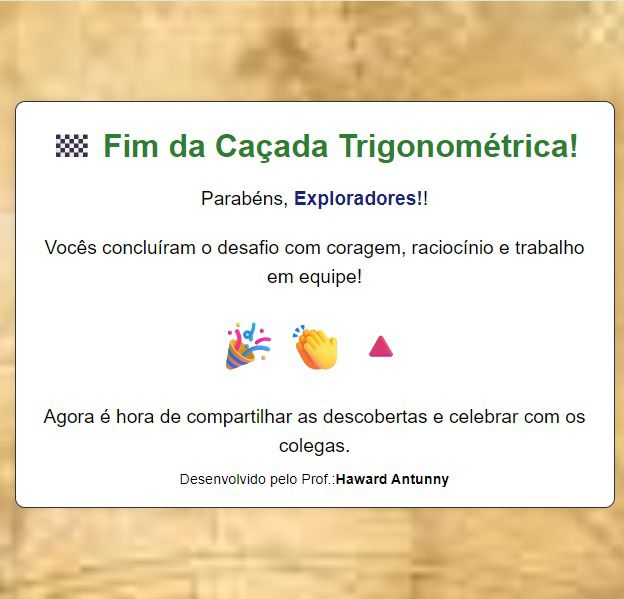 Fim da Caçada Trigonométrica!
Parabéns, Exploradores!!
Vocês concluíram o desafio com coragem, raciocínio e trabalho
em equipe!
Agora é hora de compartilhar as descobertas e celebrar com os
colegas.
Desenvolvido pelo Prof.:Haward Antunny